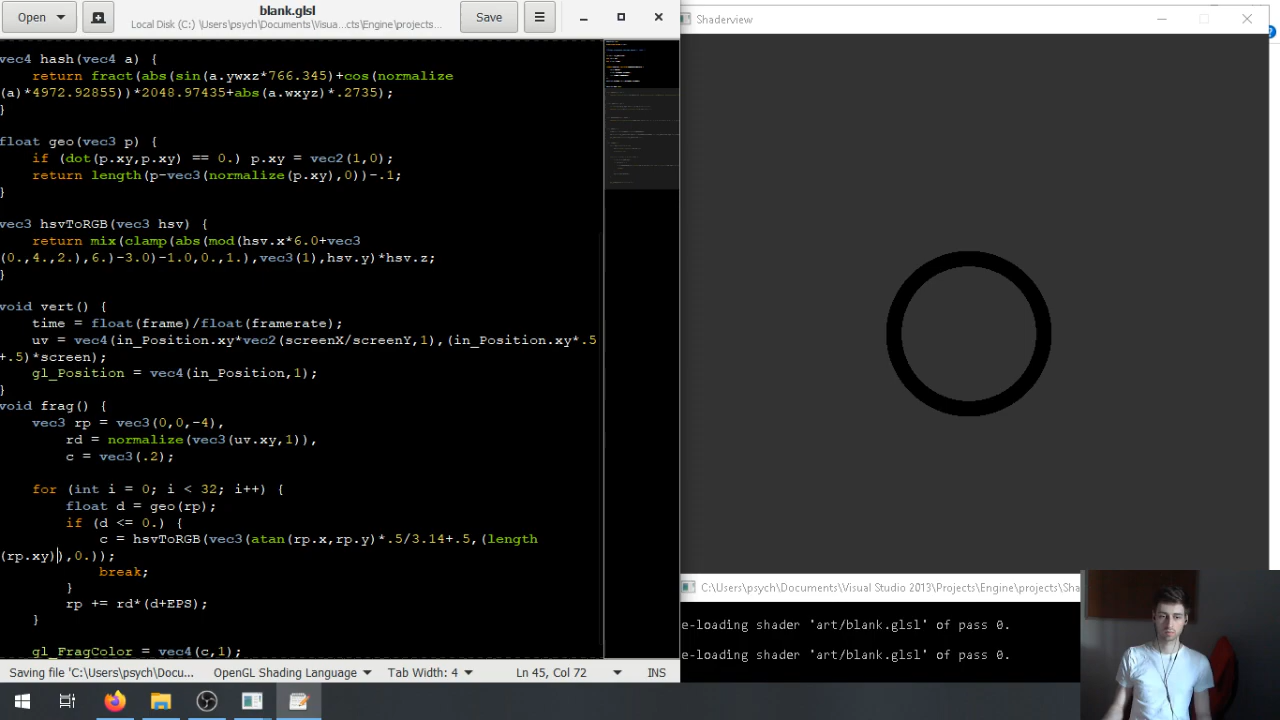 Open
blank.glsl
Local Disk (C:) \Users\psych\Documents\Visua...cts\Engine\projects\...
Save
Shaderview
vec4 hash(vec4 a) {
return fract(abs(sin(a.ywxz*766.345)+cos(normalize
(a)*4972.92855))*2048.97435+abs(a.wxyz)*.2735);
}
float geo(vec3 p) {
if (dot(p.xy,p.xy) == 0.) p.xy = vec2(1,0);
return length(p-vec3(normalize(p.xy),0))-.1;
}
vec3 hsvToRGB(vec3 hsv) {
return mix(clamp(abs(mod(hsv.x*6.0+vec3
(0.,4.,2.),6.)-3.0)-1.0,0.,1.),vec3(1),hsv.y)*hsv.z;
}
void vert() {
time = float(frame)/float(framerate);
uv = vec4(in_Position.xy*vec2(screenX/screenY,1),(in_Position.xy*.5
+.5)*screen);
gl_Position = vec4(in_Position,1);
}
void frag() {
vec3 rp = vec3(0,0,-4),
rd = normalize(vec3(uv.xy,1)),
c = vec3(.2);
for (int i = 0; i < 32; i++) {
float d = geo(rp);
if (d <= 0.) {
c = hsvToRGB(vec3(atan(rp.x,rp.y)*.5/3.14+.5,(length
(rp.xy)),0.));
break;
}
rp += rd*(d+EPS);
}
gl_FragColor = vec4(c,1);
C:\Users\psych\Documents\Visual Studio 2013\Projects\Engine\projects\Sha
e-loading shader 'art/blank.glsl' of pass 0.
e-loading shader 'art/blank.glsl' of pass 0.
Saving file 'C:\Users\psych\Docu...
OpenGL Shading Language
Tab Width: 4
Ln 45, Col 72
INS